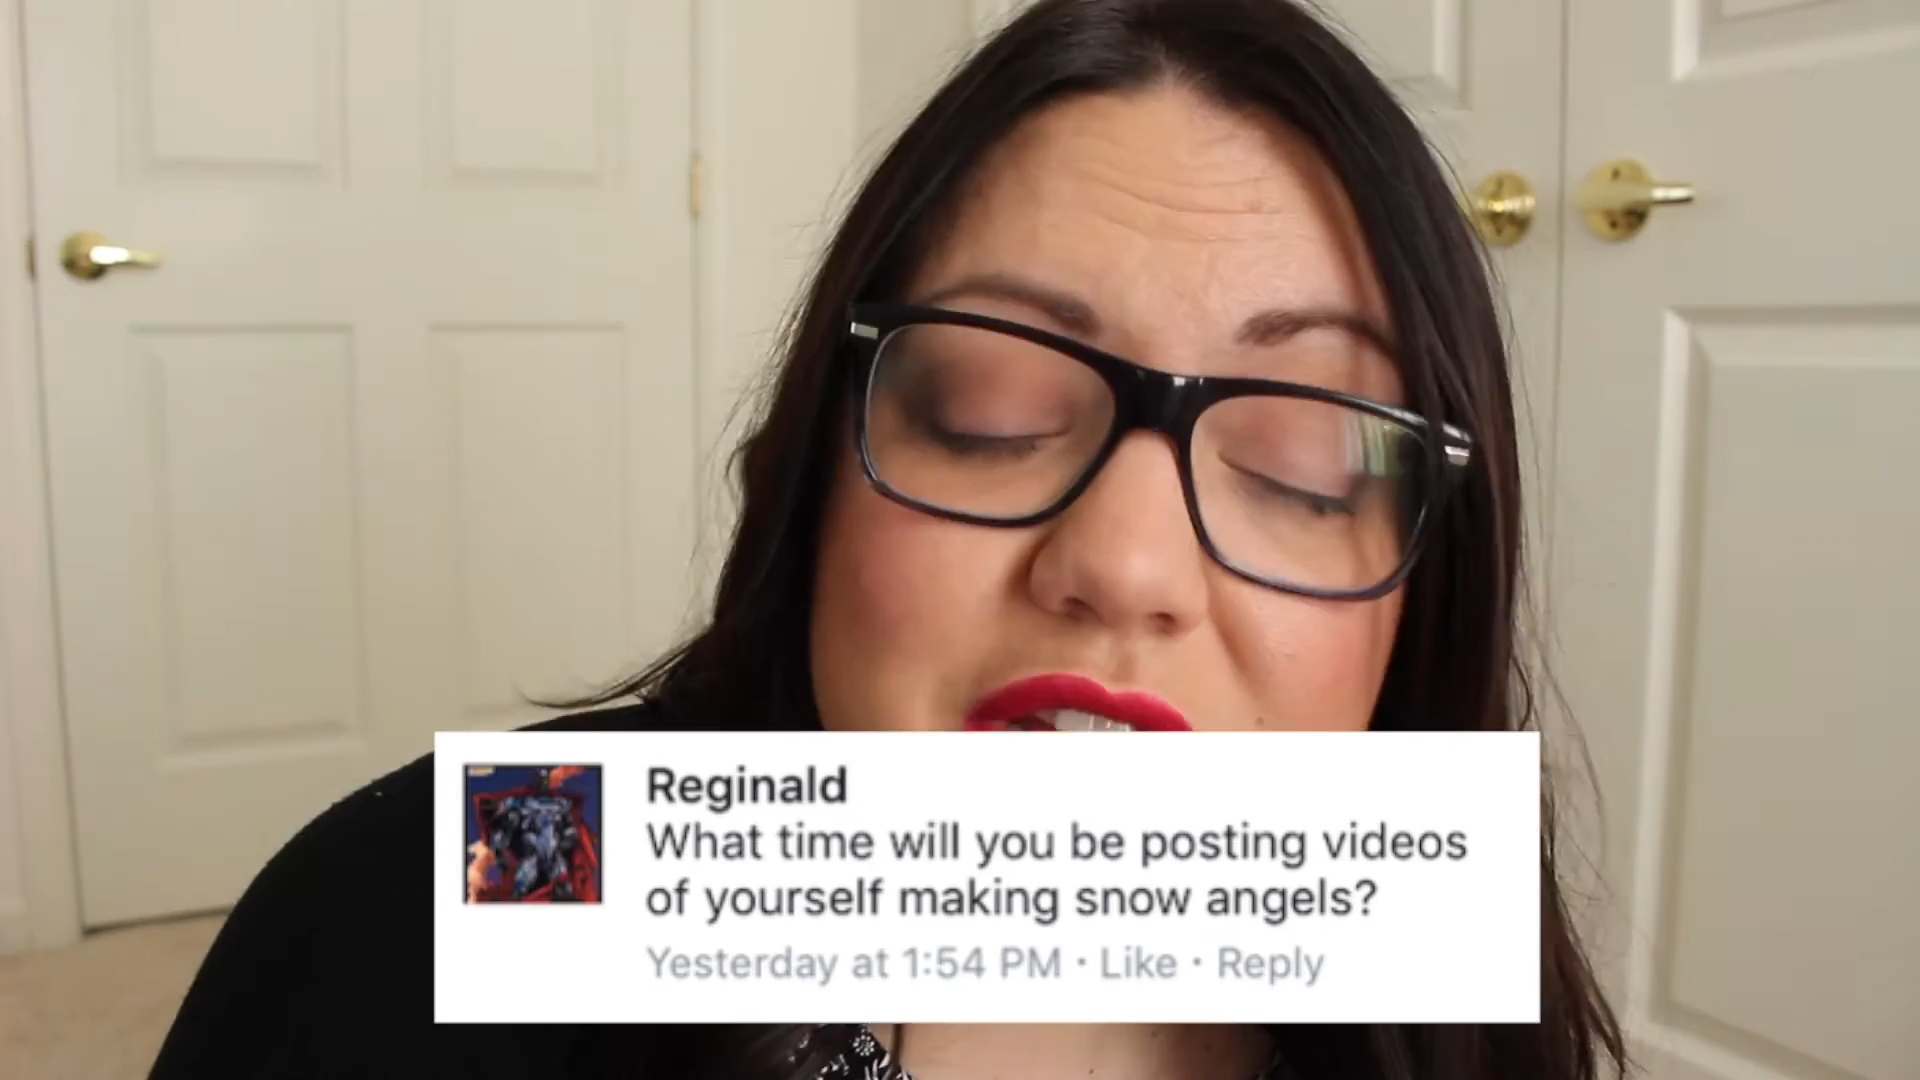 Reginald
What time will you be posting videos
of yourself making snow angels?
Yesterday at 1:54 PM · Like · Reply